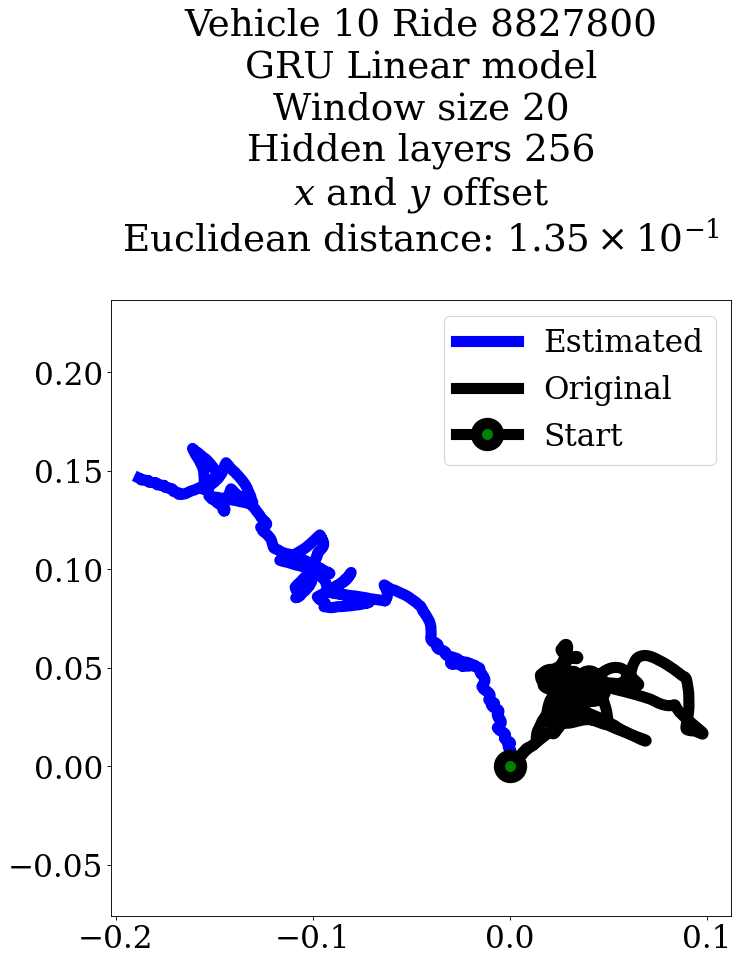 Vehicle 10 Ride 8827800
GRU Linear model
Window size 20
Hidden layers 256
x and y offset
Euclidean distance: 1.35 × 10⁻¹
Estimated
Original
Start
0.20
0.15
0.10
0.05
0.00
−0.05
−0.2 −0.1 0.0 0.1